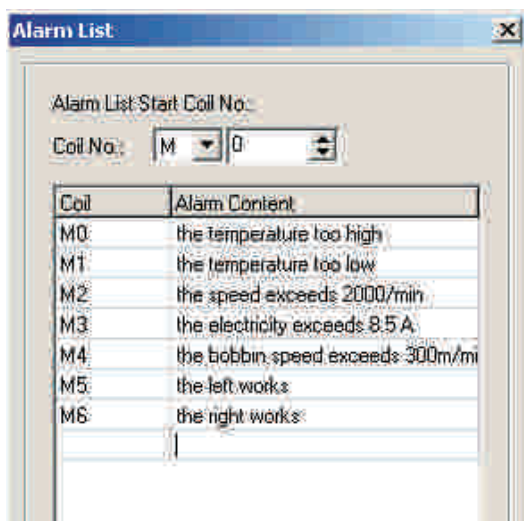 Alarm List
Alarm List Start Coil No.:
Coil No.: M 0
Coil Alarm Content
M0 the temperature too high
M1 the temperature too low
M2 the speed exceeds 2000/min
M3 the electricity exceeds 8.5 A
M4 the bobbin speed exceeds 300m/mi
M5 the left works
M6 the right works